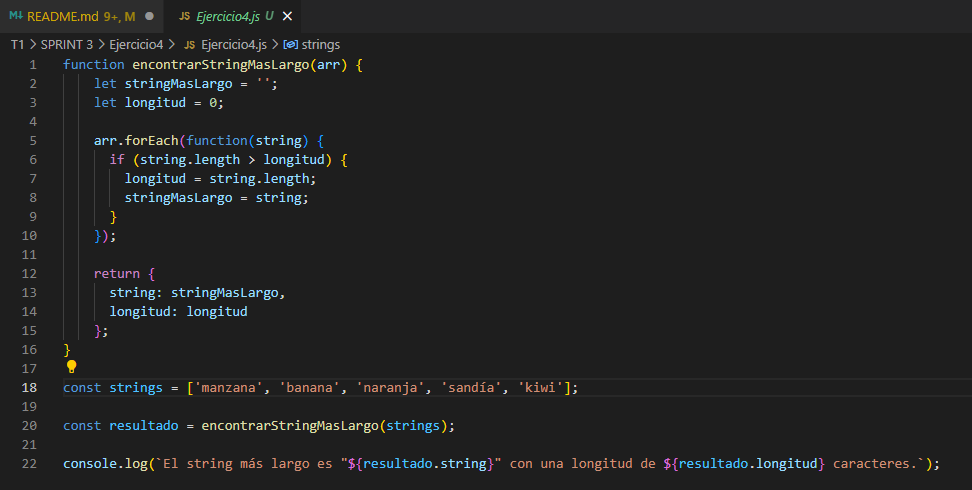 README.md 9+, M
JS Ejercicio4.js U
T1 > SPRINT 3 > Ejercicio4 > JS Ejercicio4.js > strings
1 function encontrarStringMasLargo(arr) {
2 let stringMasLargo = '';
3 let longitud = 0;
4
5 arr.forEach(function(string) {
6 if (string.length > longitud) {
7 longitud = string.length;
8 stringMasLargo = string;
9 }
10 });
11
12 return {
13 string: stringMasLargo,
14 longitud: longitud
15 };
16 }
17
18 const strings = ['manzana', 'banana', 'naranja', 'sandía', 'kiwi'];
19
20 const resultado = encontrarStringMasLargo(strings);
21
22 console.log(`El string más largo es "${resultado.string}" con una longitud de ${resultado.longitud} caracteres.`);